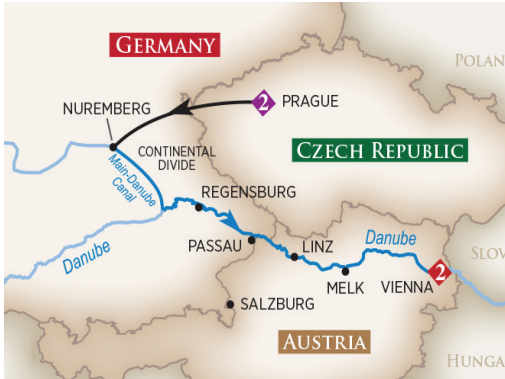 GERMANY
POLAN
NUREMBERG
2
PRAGUE
CONTINENTAL
DIVIDE
CZECH REPUBLIC
Main-Danube
Canal
REGENSBURG
Danube
PASSAU
LINZ
Danube
SLOV
MELK
VIENNA
2
SALZBURG
AUSTRIA
HUNGA